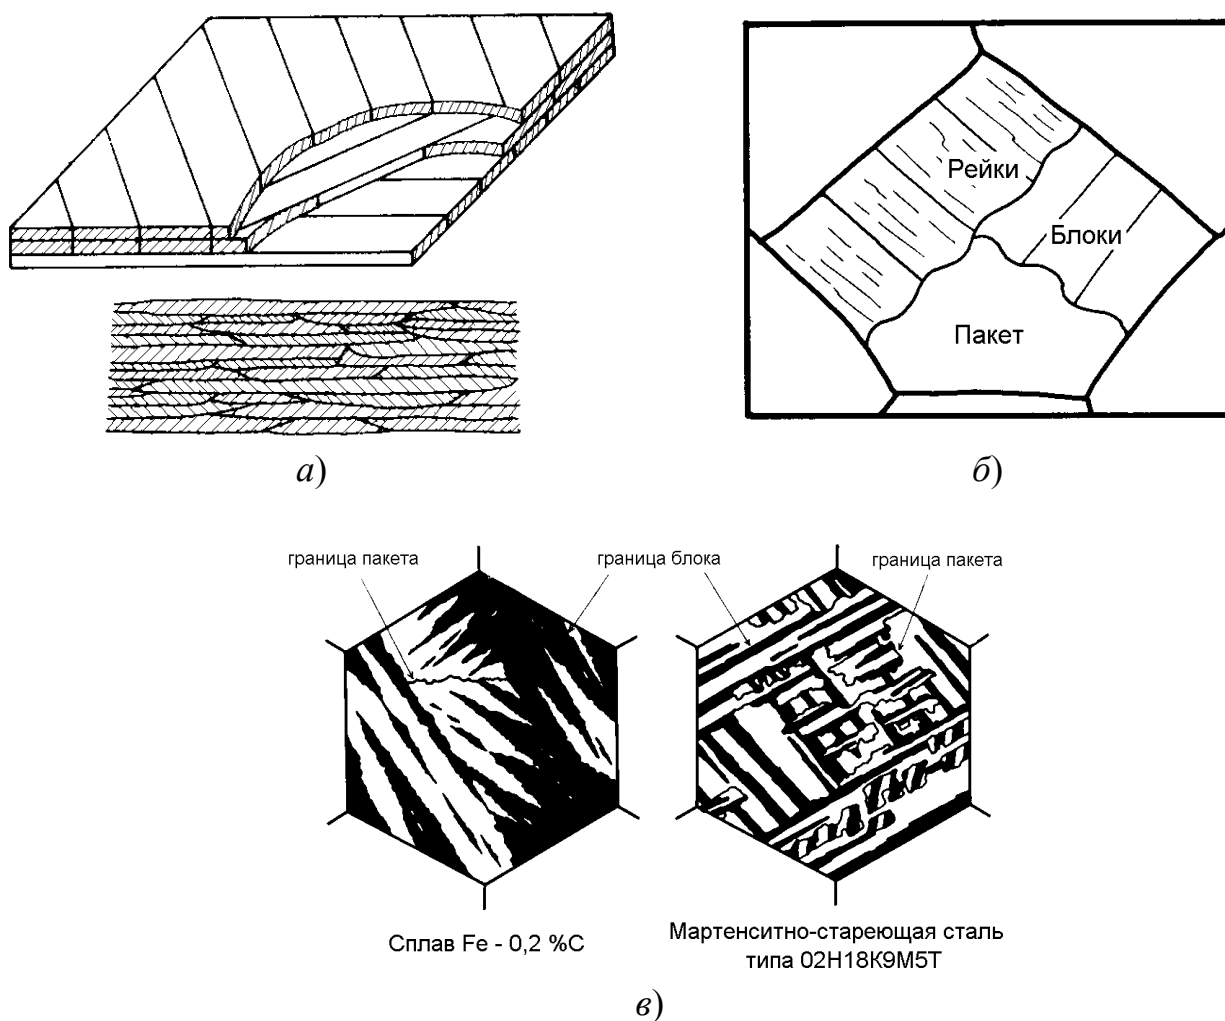 Рейки
Блоки
Пакет
а)
б)
граница пакета
граница блока
граница пакета
Сплав Fe - 0,2 %С
Мартенситно-стареющая сталь
типа 02Н18К9М5Т
в)